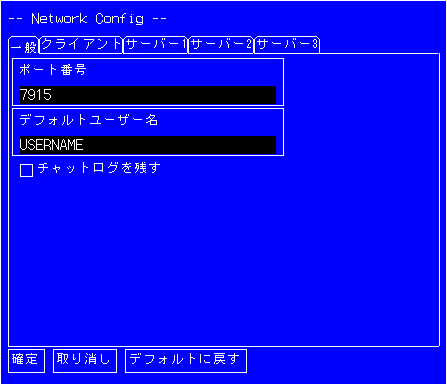 -- Network Config --
一般 クライアント サーバー1 サーバー2 サーバー3
ポート番号
7915
デフォルトユーザー名
USERNAME
チャットログを残す
確定 取り消し デフォルトに戻す